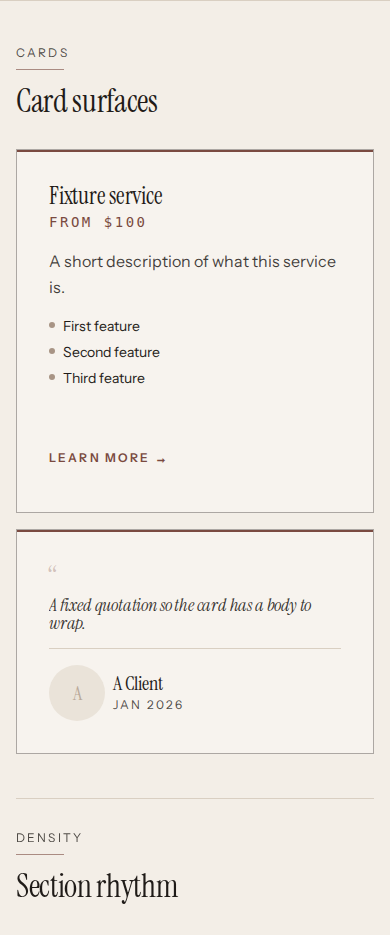 CARDS
Card surfaces
Fixture service
FROM $100
A short description of what this service
is.
First feature
Second feature
Third feature
LEARN MORE →
“
A fixed quotation so the card has a body to
wrap.
A
A Client
JAN 2026
DENSITY
Section rhythm